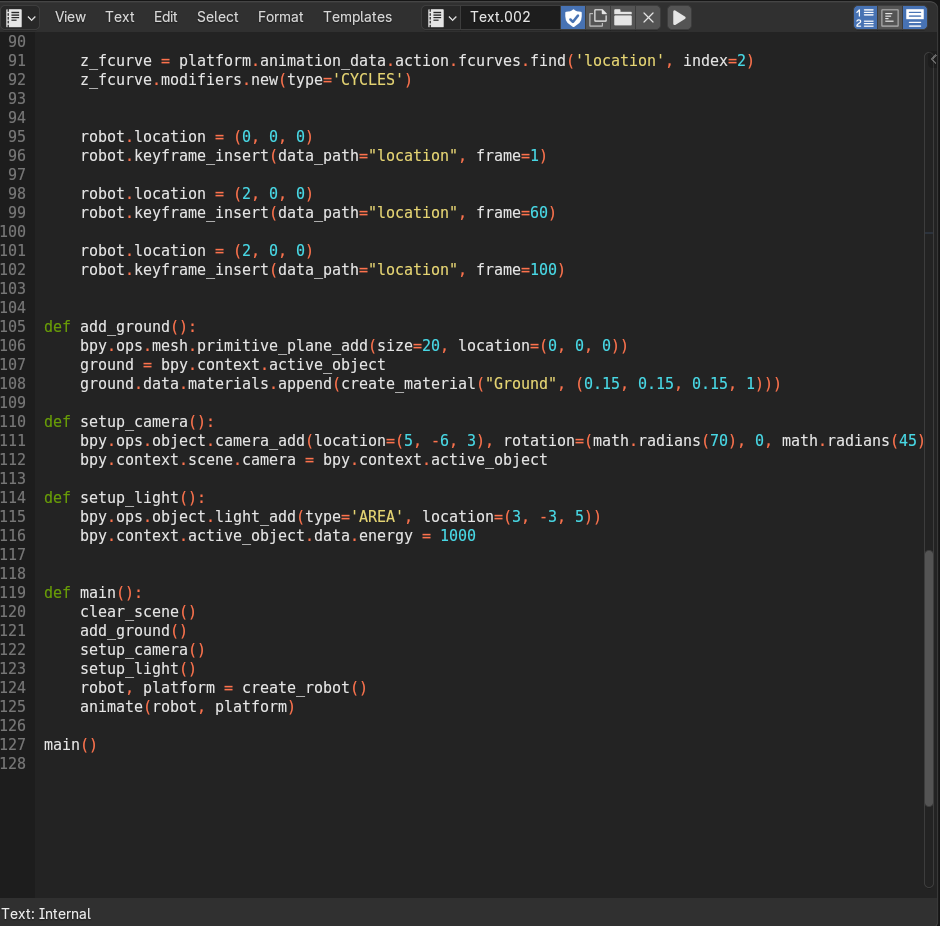 View Text Edit Select Format Templates Text.002
90
91     z_fcurve = platform.animation_data.action.fcurves.find('location', index=2)
92     z_fcurve.modifiers.new(type='CYCLES')
93
94
95     robot.location = (0, 0, 0)
96     robot.keyframe_insert(data_path="location", frame=1)
97
98     robot.location = (2, 0, 0)
99     robot.keyframe_insert(data_path="location", frame=60)
100
101     robot.location = (2, 0, 0)
102     robot.keyframe_insert(data_path="location", frame=100)
103
104
105 def add_ground():
106     bpy.ops.mesh.primitive_plane_add(size=20, location=(0, 0, 0))
107     ground = bpy.context.active_object
108     ground.data.materials.append(create_material("Ground", (0.15, 0.15, 0.15, 1)))
109
110 def setup_camera():
111     bpy.ops.object.camera_add(location=(5, -6, 3), rotation=(math.radians(70), 0, math.radians(45)
112     bpy.context.scene.camera = bpy.context.active_object
113
114 def setup_light():
115     bpy.ops.object.light_add(type='AREA', location=(3, -3, 5))
116     bpy.context.active_object.data.energy = 1000
117
118
119 def main():
120     clear_scene()
121     add_ground()
122     setup_camera()
123     setup_light()
124     robot, platform = create_robot()
125     animate(robot, platform)
126
127 main()
128
Text: Internal